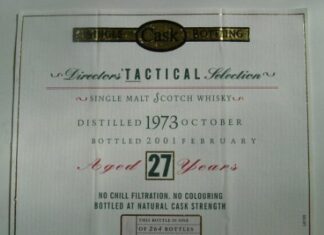 SINGLE Cask BOTTLING
Directors' TACTICAL Selection
SINGLE MALT SCOTCH WHISKY
DISTILLED 1973 OCTOBER
BOTTLED 2001 FEBRUARY
Aged 27 Years
NO CHILL FILTRATION. NO COLOURING
BOTTLED AT NATURAL CASK STRENGTH
THIS BOTTLE IS ONE
OF 264 BOTTLES